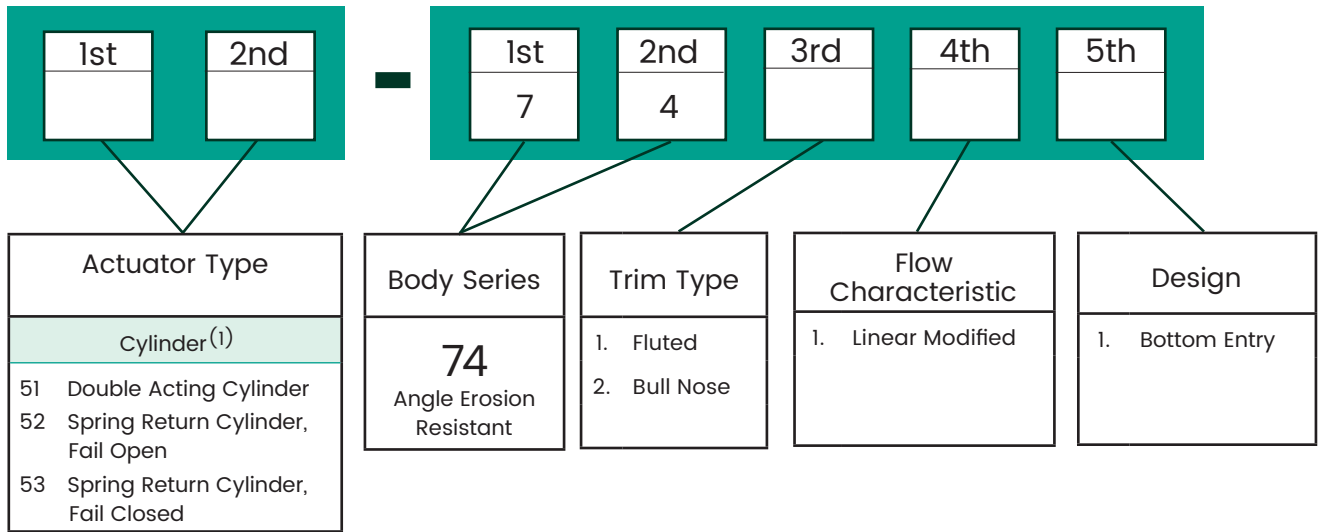 1st 2nd - 1st 2nd 3rd 4th 5th
7 4
Actuator Type
Cylinder(1)
51 Double Acting Cylinder
52 Spring Return Cylinder,
Fail Open
53 Spring Return Cylinder,
Fail Closed
Body Series
74
Angle Erosion
Resistant
Trim Type
1. Fluted
2. Bull Nose
Flow
Characteristic
1. Linear Modified
Design
1. Bottom Entry